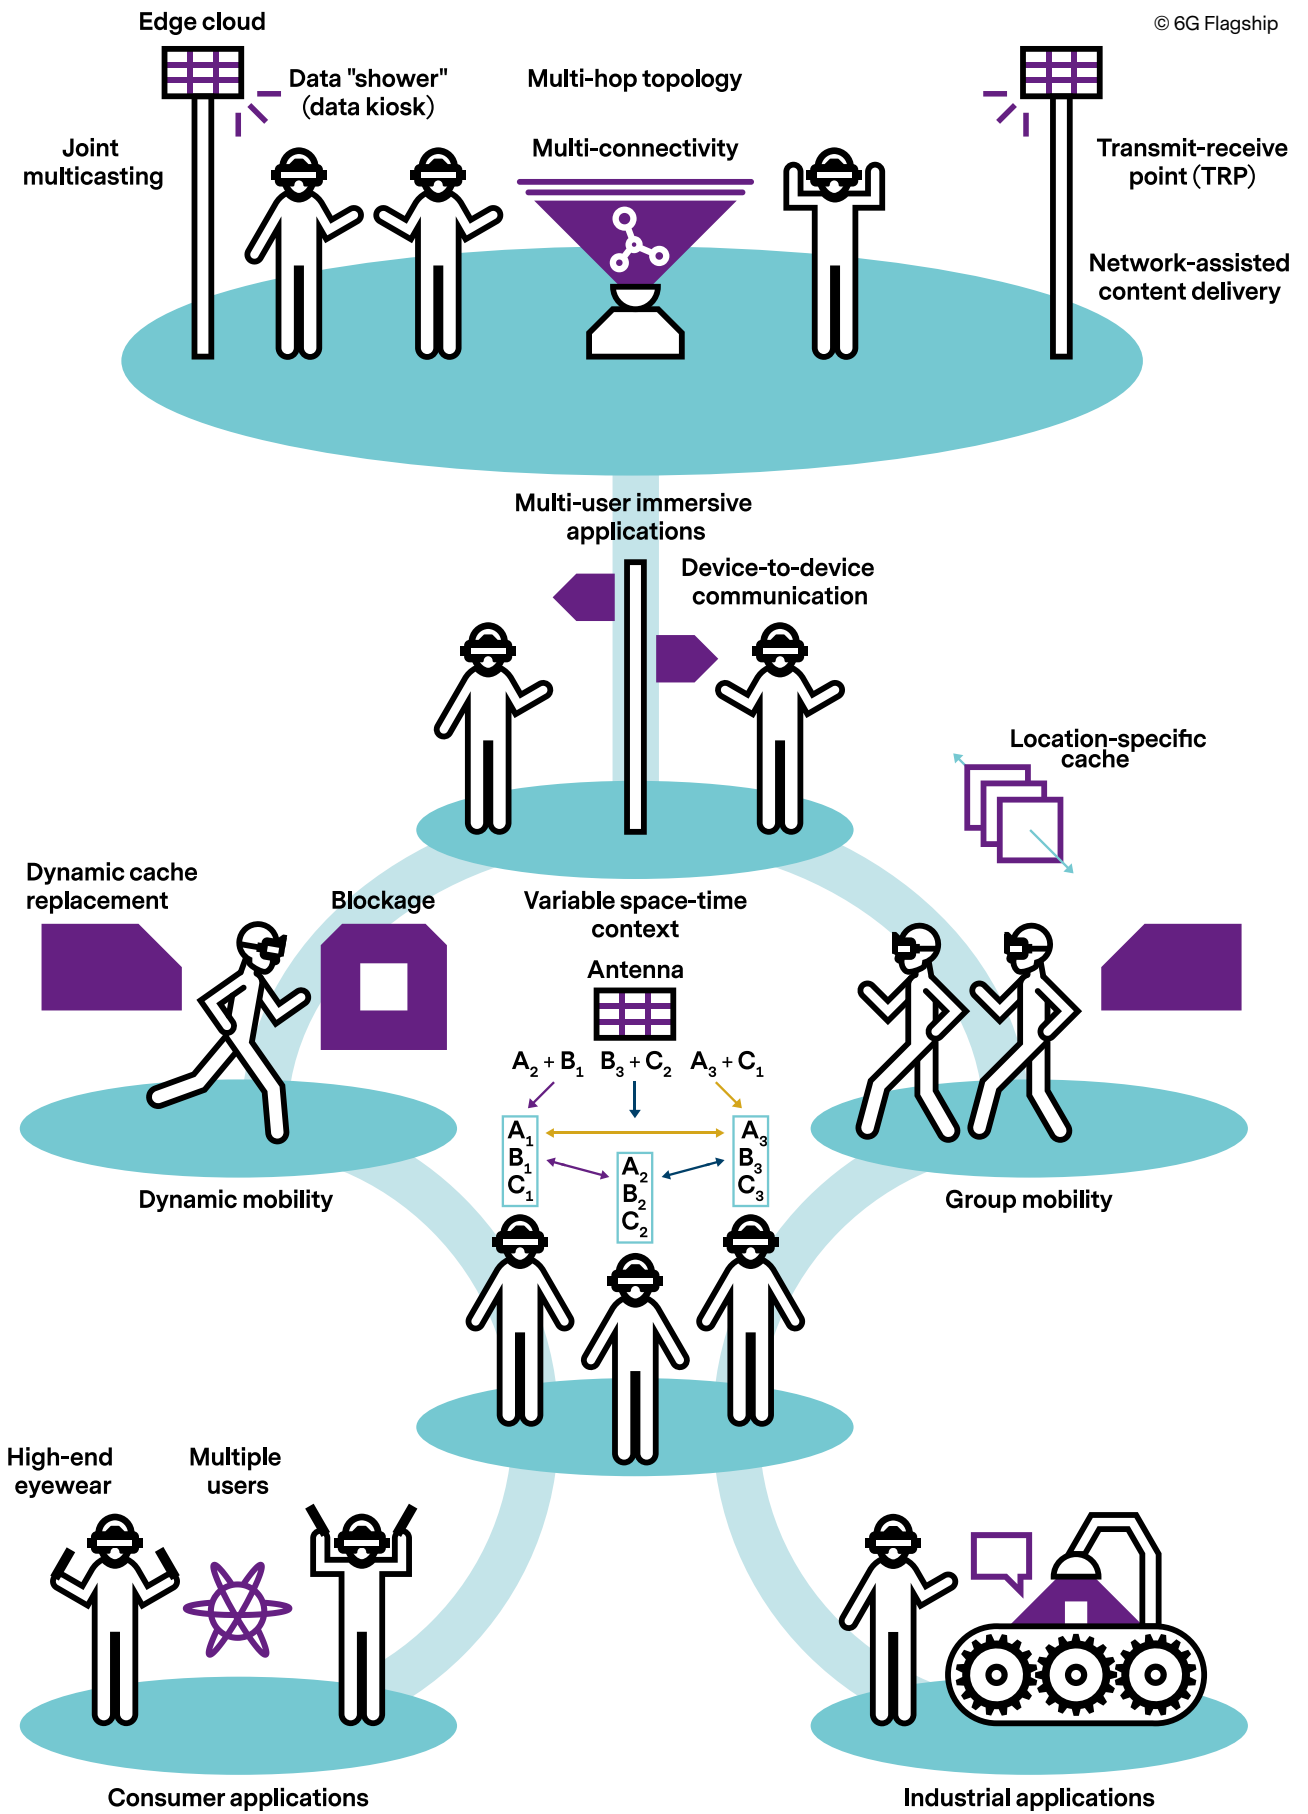 Edge cloud
© 6G Flagship
Data "shower"
(data kiosk)
Multi-hop topology
Joint
multicasting
Multi-connectivity
Transmit-receive
point (TRP)
Network-assisted
content delivery
Multi-user immersive
applications
Device-to-device
communication
Location-specific
cache
Dynamic cache
replacement
Blockage
Variable space-time
context
Antenna
A₂ + B₁ B₃ + C₂ A₃ + C₁
A₁
B₁
C₁
A₂
B₂
C₂
A₃
B₃
C₃
Dynamic mobility
Group mobility
High-end
eyewear
Multiple
users
Consumer applications
Industrial applications